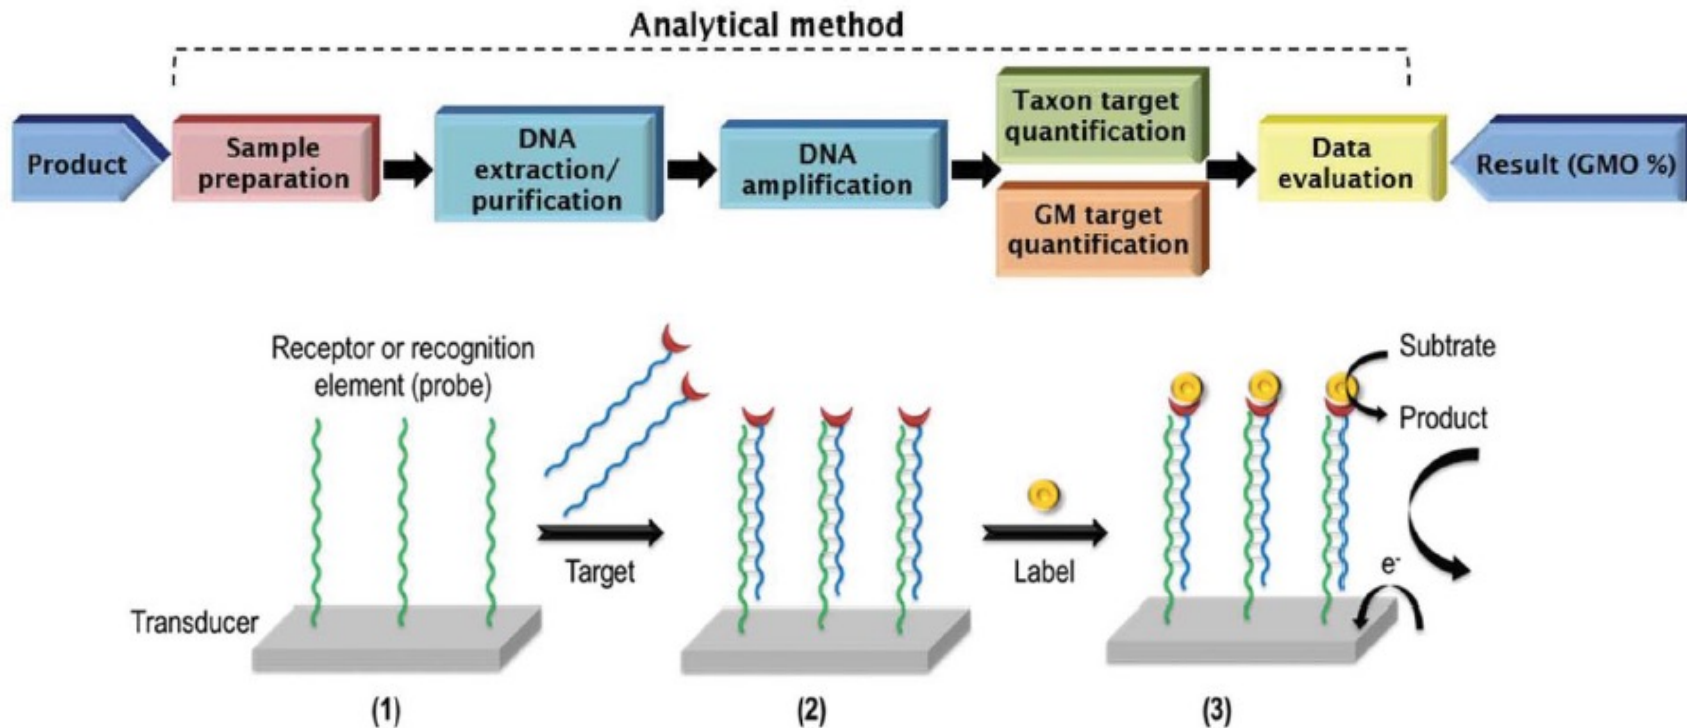 Analytical method
Product
Sample
preparation
DNA
extraction/
purification
DNA
amplification
Taxon target
quantification
GM target
quantification
Data
evaluation
Result (GMO %)
Receptor or recognition
element (probe)
Transducer
Target
Label
Subtrate
Product
e-
(1)
(2)
(3)